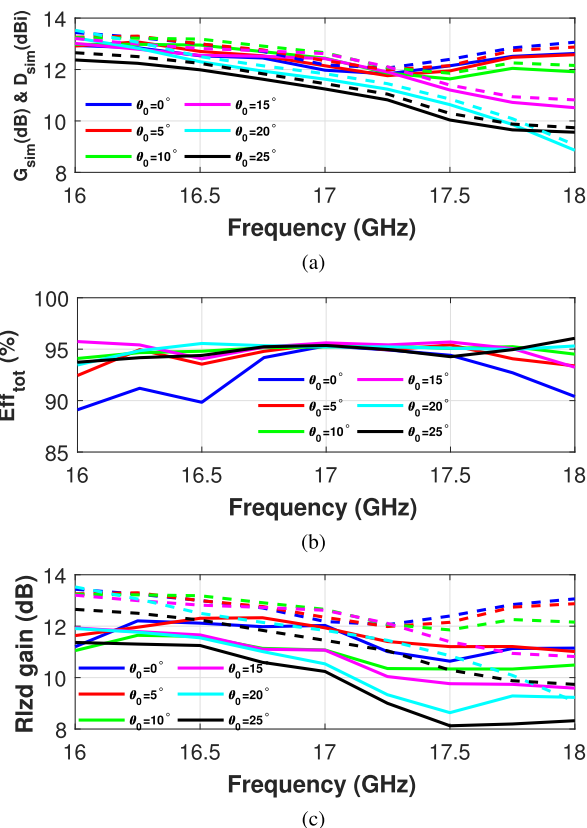 G_sim(dB) & D_sim(dBi)
14
12
10
8
θ₀=0°
θ₀=5°
θ₀=10°
θ₀=15°
θ₀=20°
θ₀=25°
16 16.5 17 17.5 18
Frequency (GHz)
(a)
Eff_tot (%)
100
95
90
85
θ₀=0°
θ₀=5°
θ₀=10°
θ₀=15°
θ₀=20°
θ₀=25°
16 16.5 17 17.5 18
Frequency (GHz)
(b)
Rlzd gain (dB)
14
12
10
8
θ₀=0°
θ₀=5°
θ₀=10°
θ₀=15
θ₀=20°
θ₀=25°
16 16.5 17 17.5 18
Frequency (GHz)
(c)